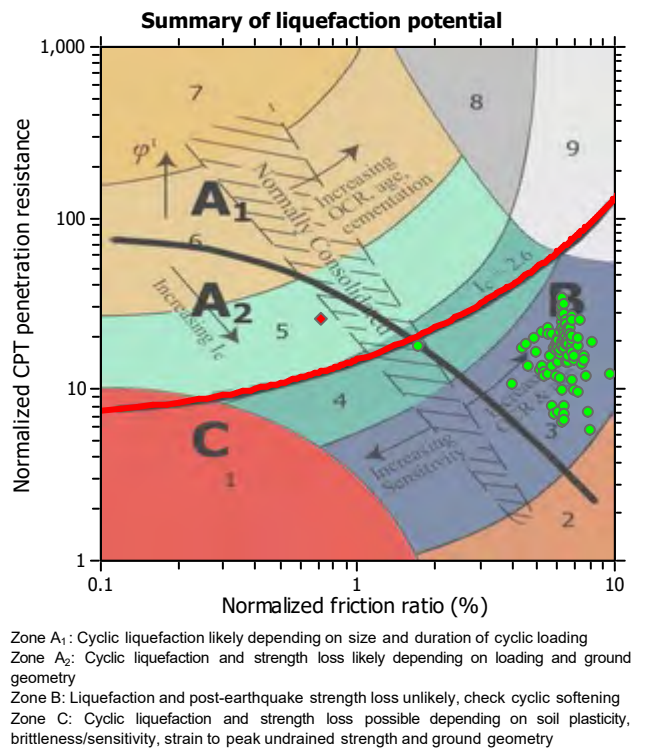 Summary of liquefaction potential
1,000
100
10
1
0.1
1
10
Normalized CPT penetration resistance
Normalized friction ratio (%)
7
8
9
φ'
A1
Increasing
OCR, age,
cementation
Normally Consolidated
6
A2
Increasing Ic
5
Ic = 2.6
B
4
C
1
Increasing
Sensitivity
OCR &
3
2
Zone A1: Cyclic liquefaction likely depending on size and duration of cyclic loading
Zone A2: Cyclic liquefaction and strength loss likely depending on loading and ground
geometry
Zone B: Liquefaction and post-earthquake strength loss unlikely, check cyclic softening
Zone C: Cyclic liquefaction and strength loss possible depending on soil plasticity,
brittleness/sensitivity, strain to peak undrained strength and ground geometry